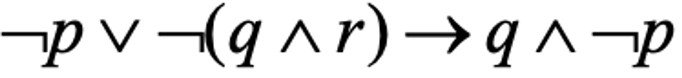 ¬p ∨ ¬(q ∧ r) → q ∧ ¬p